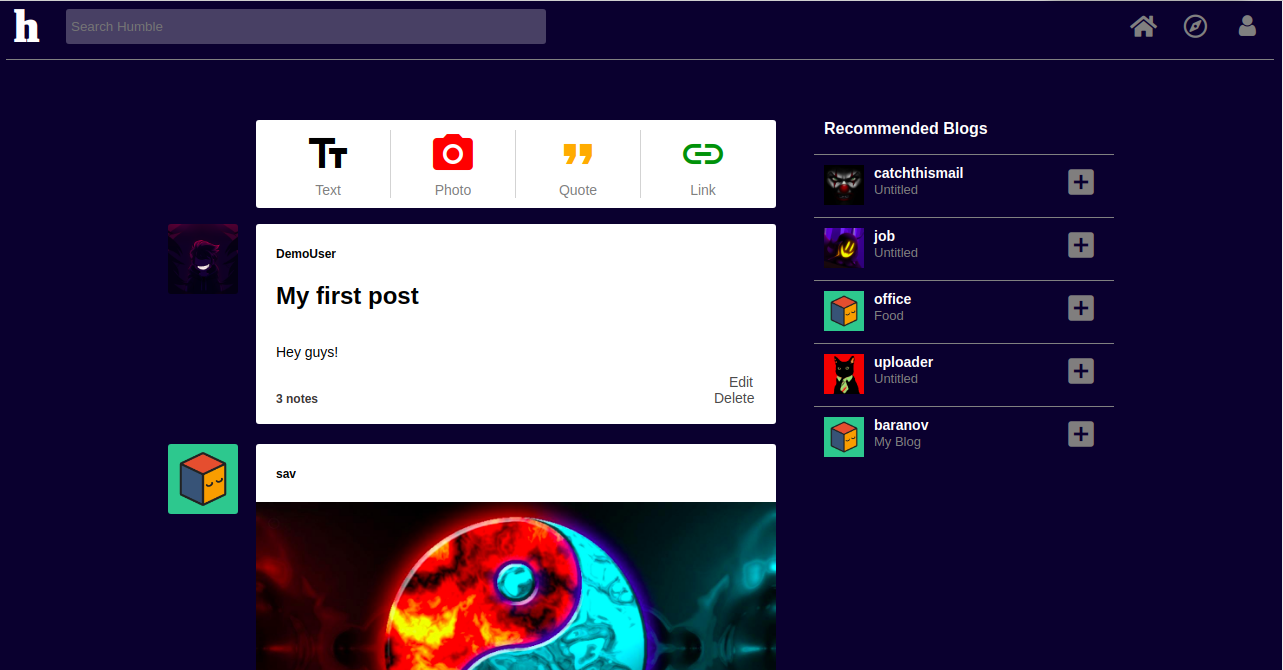 h
Search Humble
Text
Photo
Quote
Link
DemoUser
My first post
Hey guys!
3 notes
Edit
Delete
sav
Recommended Blogs
catchthismail
Untitled
job
Untitled
office
Food
uploader
Untitled
baranov
My Blog